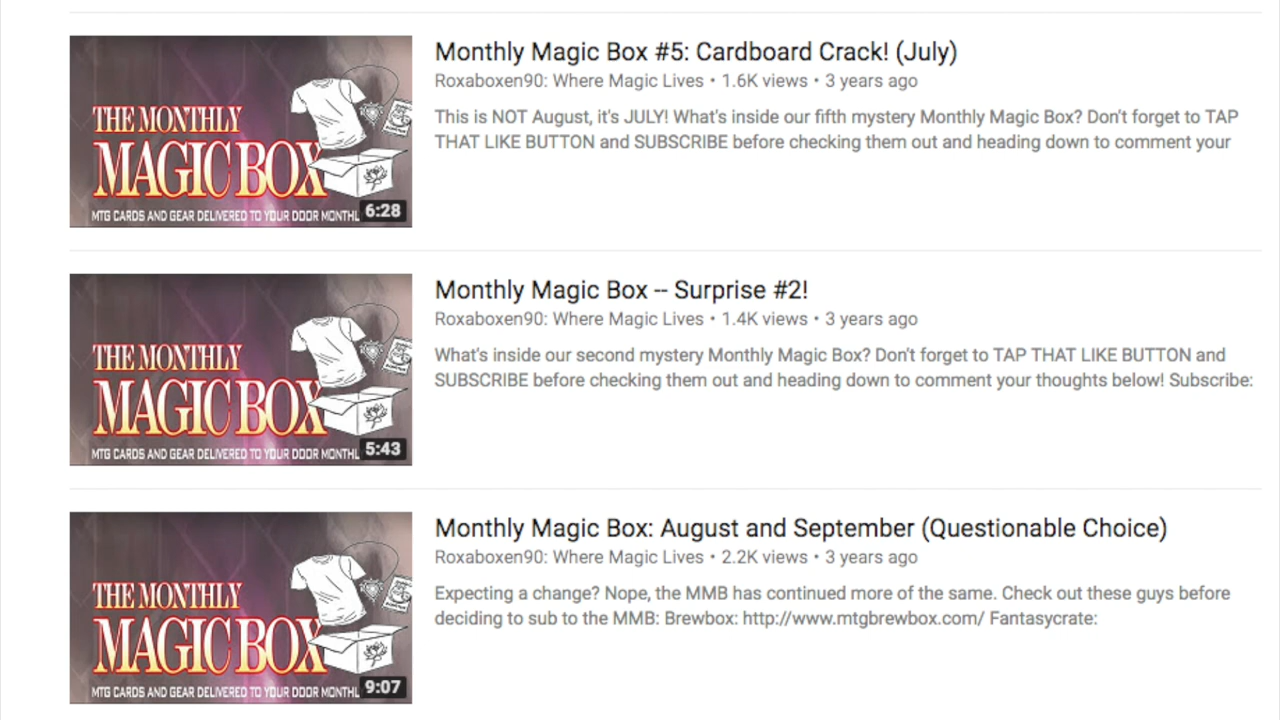 Monthly Magic Box #5: Cardboard Crack! (July)
Roxaboxen90: Where Magic Lives • 1.6K views • 3 years ago
This is NOT August, it's JULY! What's inside our fifth mystery Monthly Magic Box? Don't forget to TAP
THAT LIKE BUTTON and SUBSCRIBE before checking them out and heading down to comment your
THE MONTHLY
MAGIC BOX
MTG CARDS AND GEAR DELIVERED TO YOUR DOOR MONTHL
6:28
Monthly Magic Box -- Surprise #2!
Roxaboxen90: Where Magic Lives • 1.4K views • 3 years ago
What's inside our second mystery Monthly Magic Box? Don't forget to TAP THAT LIKE BUTTON and
SUBSCRIBE before checking them out and heading down to comment your thoughts below! Subscribe:
THE MONTHLY
MAGIC BOX
MTG CARDS AND GEAR DELIVERED TO YOUR DOOR MONTHL
5:43
Monthly Magic Box: August and September (Questionable Choice)
Roxaboxen90: Where Magic Lives • 2.2K views • 3 years ago
Expecting a change? Nope, the MMB has continued more of the same. Check out these guys before
deciding to sub to the MMB: Brewbox: http://www.mtgbrewbox.com/ Fantasycrate:
THE MONTHLY
MAGIC BOX
MTG CARDS AND GEAR DELIVERED TO YOUR DOOR MONTHL
9:07